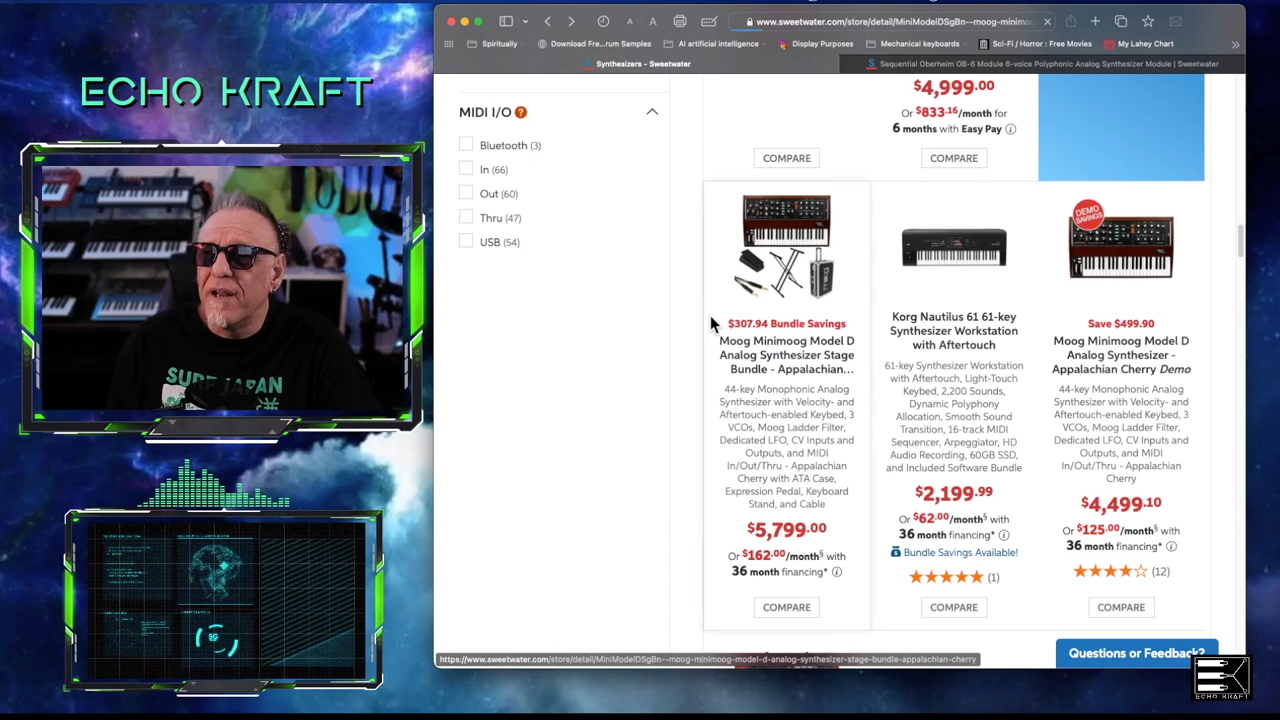 ECHO KRAFT
www.sweetwater.com/store/detail/MiniModelDSgBn--moog-minimoo
A A
Spiritually
Download Fre...rum Samples
AI artificial intelligence
Display Purposes
Mechanical keyboards
Sci-Fi / Horror : Free Movies
My Lahey Chart
Synthesizers - Sweetwater
Sequential Oberheim OB-6 Module 6-voice Polyphonic Analog Synthesizer Module | Sweetwater
MIDI I/O ?
Bluetooth (3)
In (66)
Out (60)
Thru (47)
USB (54)
$4,999.00
Or $833.16/month for
6 months with Easy Pay
COMPARE
COMPARE
$307.94 Bundle Savings
Moog Minimoog Model D
Analog Synthesizer Stage
Bundle - Appalachian...
44-key Monophonic Analog
Synthesizer with Velocity- and
Aftertouch-enabled Keybed, 3
VCOs, Moog Ladder Filter,
Dedicated LFO, CV Inputs and
Outputs, and MIDI
In/Out/Thru - Appalachian
Cherry with ATA Case,
Expression Pedal, Keyboard
Stand, and Cable
$5,799.00
Or $162.00/month§ with
36 month financing*
COMPARE
Korg Nautilus 61 61-key
Synthesizer Workstation
with Aftertouch
61-key Synthesizer Workstation
with Aftertouch, Light-Touch
Keybed, 2,200 Sounds,
Dynamic Polyphony
Allocation, Smooth Sound
Transition, 16-track MIDI
Sequencer, Arpeggiator, HD
Audio Recording, 60GB SSD,
and Included Software Bundle
$2,199.99
Or $62.00/month§ with
36 month financing*
Bundle Savings Available!
(1)
COMPARE
DEMO
SAVINGS
Save $499.90
Moog Minimoog Model D
Analog Synthesizer -
Appalachian Cherry Demo
44-key Monophonic Analog
Synthesizer with Velocity- and
Aftertouch-enabled Keybed, 3
VCOs, Moog Ladder Filter,
Dedicated LFO, CV Inputs and
Outputs, and MIDI
In/Out/Thru - Appalachian
Cherry
$4,499.10
Or $125.00/month§ with
36 month financing*
(12)
COMPARE
Questions or Feedback?
https://www.sweetwater.com/store/detail/MiniModelDSgBn--moog-minimoog-model-d-analog-synthesizer-stage-bundle-appalachian-cherry
SURF JAPAN
ECHO KRAFT